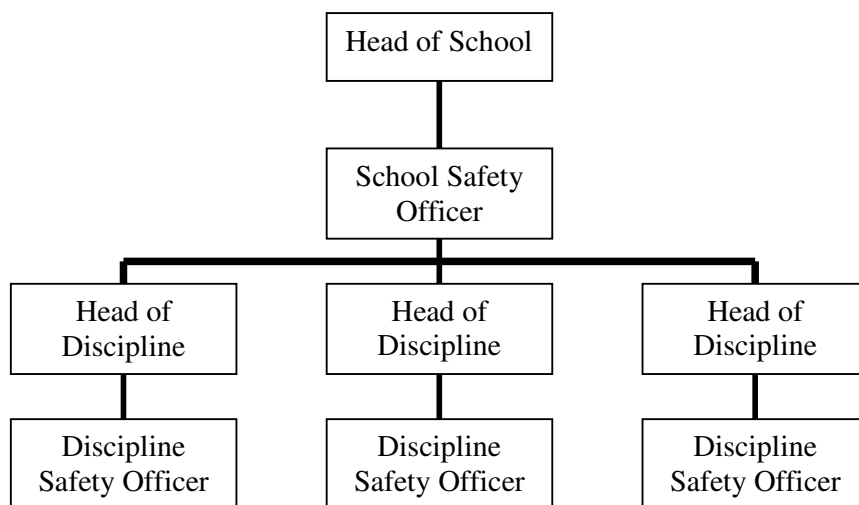 Head of School
School Safety
Officer
Head of
Discipline
Head of
Discipline
Head of
Discipline
Discipline
Safety Officer
Discipline
Safety Officer
Discipline
Safety Officer